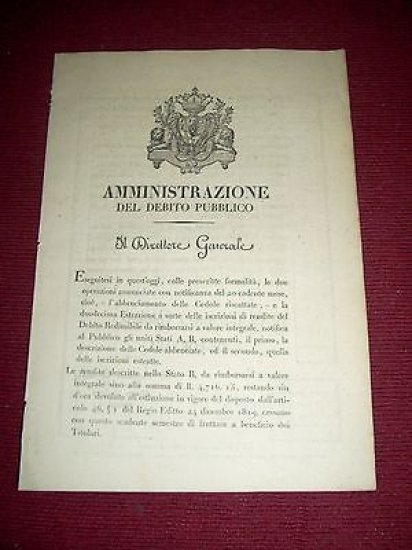 AMMINISTRAZIONE
DEL DEBITO PUBBLICO
Il Direttore Generale
Eseguitesi in quest'oggi, colle prescritte formalità, le due
operazioni annunciate con notificanza del 20 cadente mese,
cioè, - l'abbruciamento delle Cedole riscattate, - e la
duodecima Estrazione a sorte delle iscrizioni di rendite del
Debito Redimibile da rimborsarsi a valore integrale, notifica
al Pubblico gli uniti Stati A, B, contenenti, il primo, la
descrizione delle Cedole abbruciate, ed il secondo, quella
delle iscrizioni estratte.
Le rendite descritte nello Stato B, da rimborsarsi a valore
integrale sino alla somma di ll. 4,716. 15, restando sin
d'ora devolute all'estinzione in vigore del disposto dall'arti-
colo 46, § 1 del Regio Editto 24 dicembre 1819, cessano
con questo scadente semestre di fruttare a benefizio dei
Titolari.